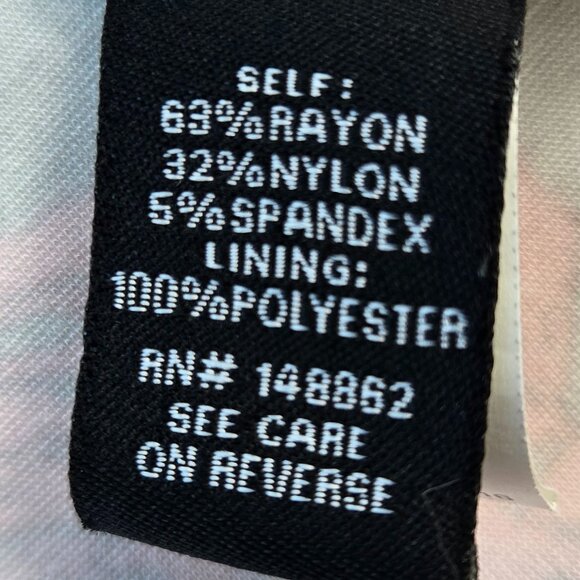 SELF:
63%RAYON
32%NYLON
5%SPANDEX
LINING:
100%POLYESTER
RN# 148862
SEE CARE
ON REVERSE